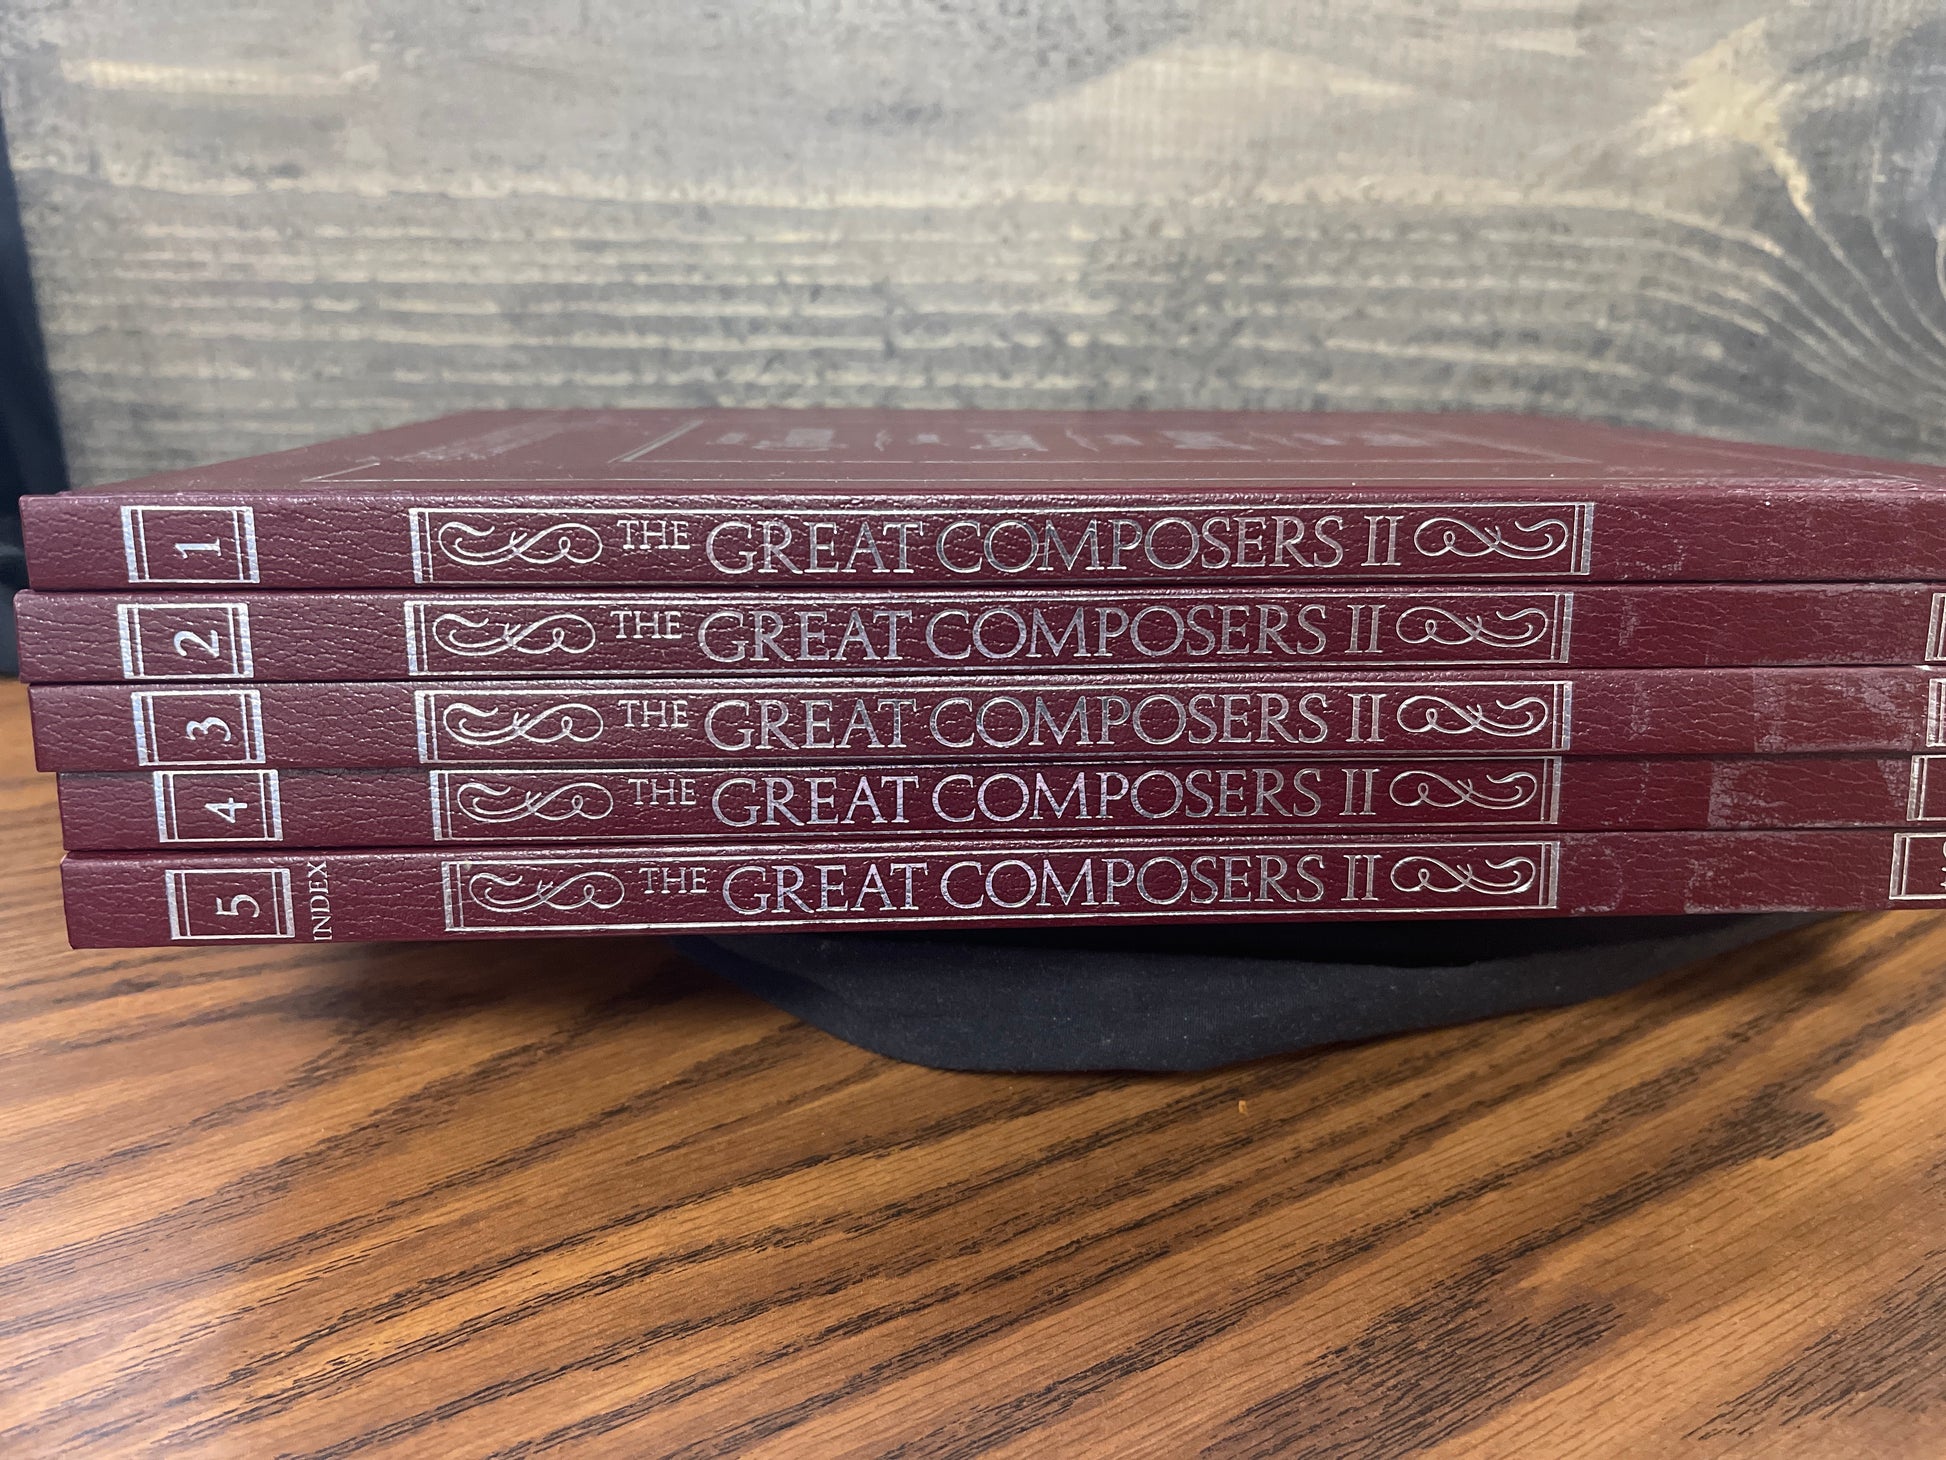 1 THE GREAT COMPOSERS II
2 THE GREAT COMPOSERS II
3 THE GREAT COMPOSERS II
4 THE GREAT COMPOSERS II
5 INDEX THE GREAT COMPOSERS II